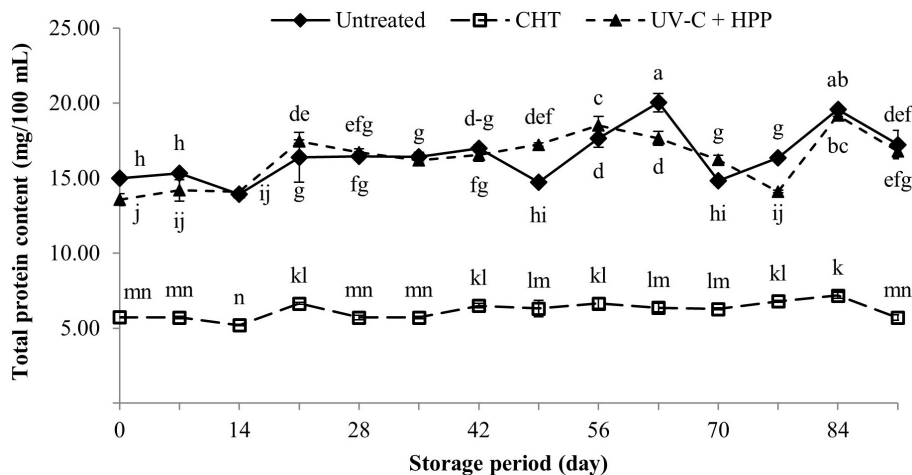 Untreated CHT UV-C + HPP
25.00
20.00
15.00
10.00
5.00
Total protein content (mg/100 mL)
h h de efg g d-g def c a g g ab def
j ij ij g fg fg hi d d hi ij bc efg
mn mn n kl mn mn kl lm kl lm lm kl k mn
0 14 28 42 56 70 84
Storage period (day)